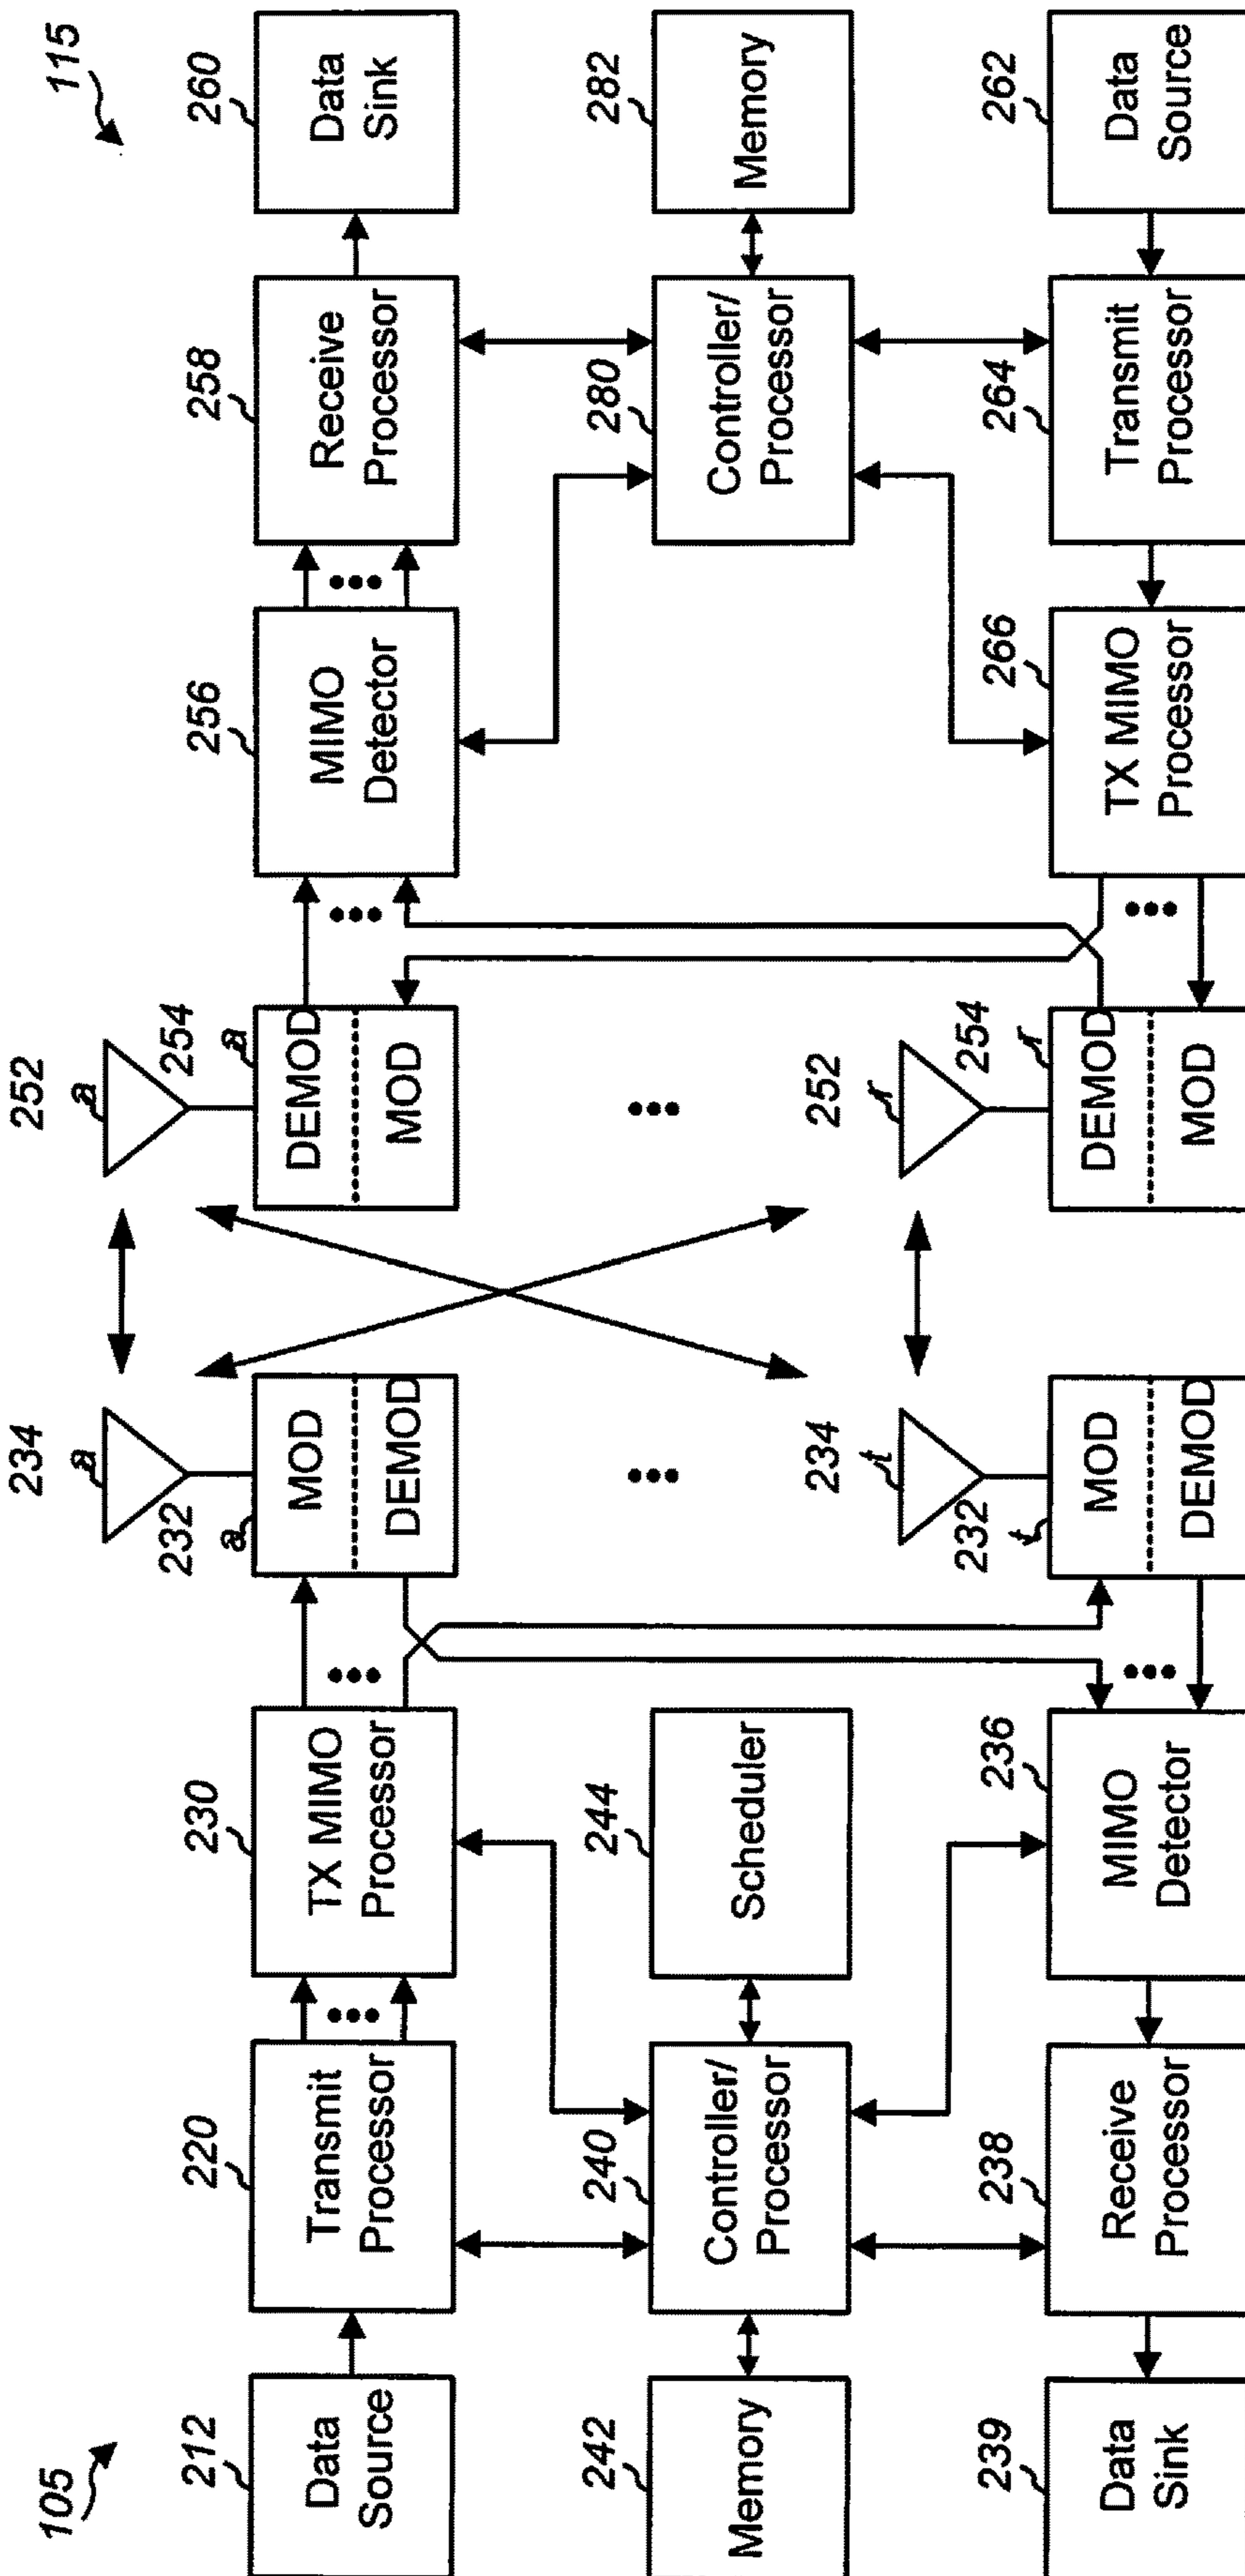 105
115
212
Data
Source
220
Transmit
Processor
230
TX MIMO
Processor
234
a
232
a
MOD
DEMOD
252
a
254
a
DEMOD
MOD
256
MIMO
Detector
258
Receive
Processor
260
Data
Sink
242
Memory
240
Controller/
Processor
244
Scheduler
280
Controller/
Processor
282
Memory
239
Data
Sink
238
Receive
Processor
236
MIMO
Detector
234
t
232
t
MOD
DEMOD
252
r
254
r
DEMOD
MOD
266
TX MIMO
Processor
264
Transmit
Processor
262
Data
Source